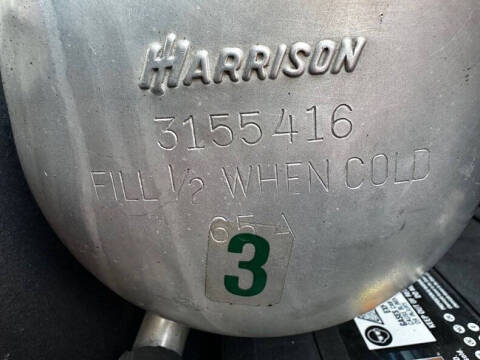 HARRISON
3155416
FILL 1/2 WHEN COLD
65 A
3